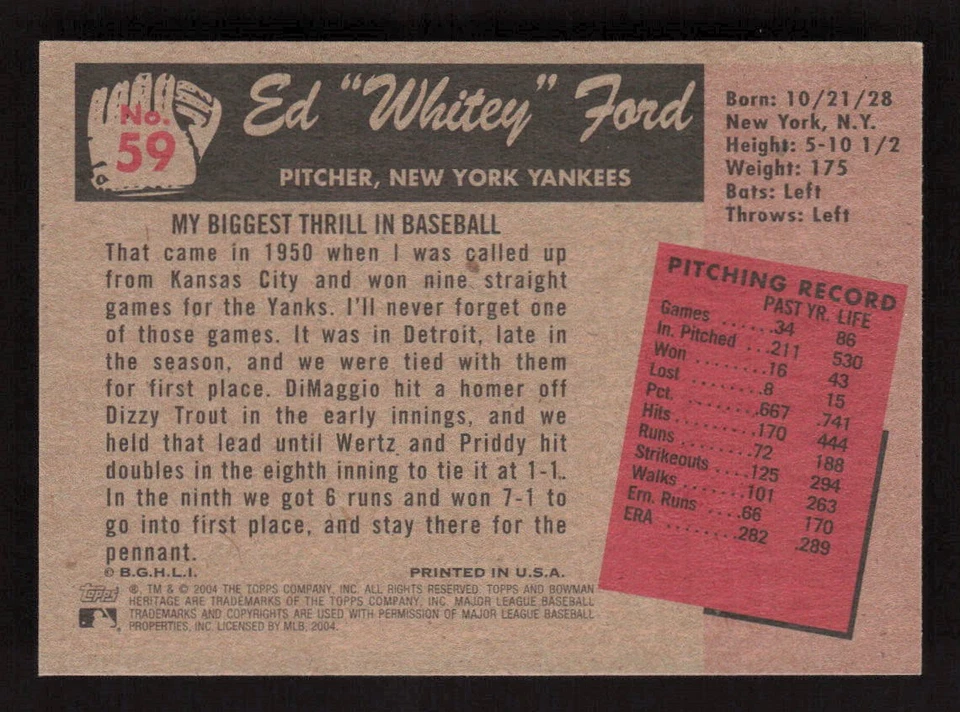 No.
59
Ed "Whitey" Ford
PITCHER, NEW YORK YANKEES
Born: 10/21/28
New York, N.Y.
Height: 5-10 1/2
Weight: 175
Bats: Left
Throws: Left
MY BIGGEST THRILL IN BASEBALL
That came in 1950 when I was called up
from Kansas City and won nine straight
games for the Yanks. I'll never forget one
of those games. It was in Detroit, late in
the season, and we were tied with them
for first place. DiMaggio hit a homer off
Dizzy Trout in the early innings, and we
held that lead until Wertz and Priddy hit
doubles in the eighth inning to tie it at 1-1.
In the ninth we got 6 runs and won 7-1 to
go into first place, and stay there for the
pennant.
© B.G.H.L.I. PRINTED IN U.S.A.
PITCHING RECORD
PAST YR. LIFE
Games ......34 86
In. Pitched ...211 530
Won ........16 43
Lost ........8 15
Pct. ........667 .741
Hits ........170 444
Runs ......72 188
Strikeouts ....125 294
Walks ......101 263
Ern. Runs .....66 170
ERA .......282 .289
Topps
®, TM & © 2004 THE TOPPS COMPANY, INC. ALL RIGHTS RESERVED. TOPPS AND BOWMAN
HERITAGE ARE TRADEMARKS OF THE TOPPS COMPANY, INC. MAJOR LEAGUE BASEBALL
TRADEMARKS AND COPYRIGHTS ARE USED WITH PERMISSION OF MAJOR LEAGUE BASEBALL
PROPERTIES, INC. LICENSED BY MLB, 2004.